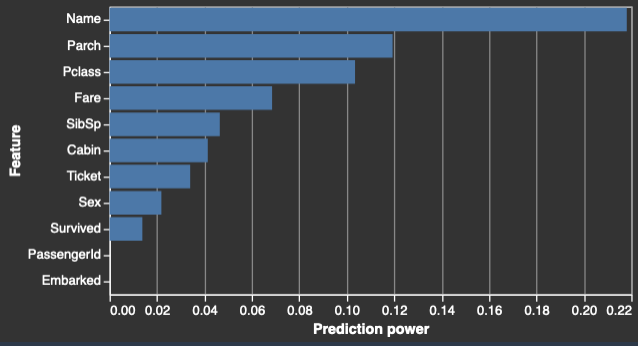 Feature
Name
Parch
Pclass
Fare
SibSp
Cabin
Ticket
Sex
Survived
PassengerId
Embarked
0.00 0.02 0.04 0.06 0.08 0.10 0.12 0.14 0.16 0.18 0.20 0.22
Prediction power